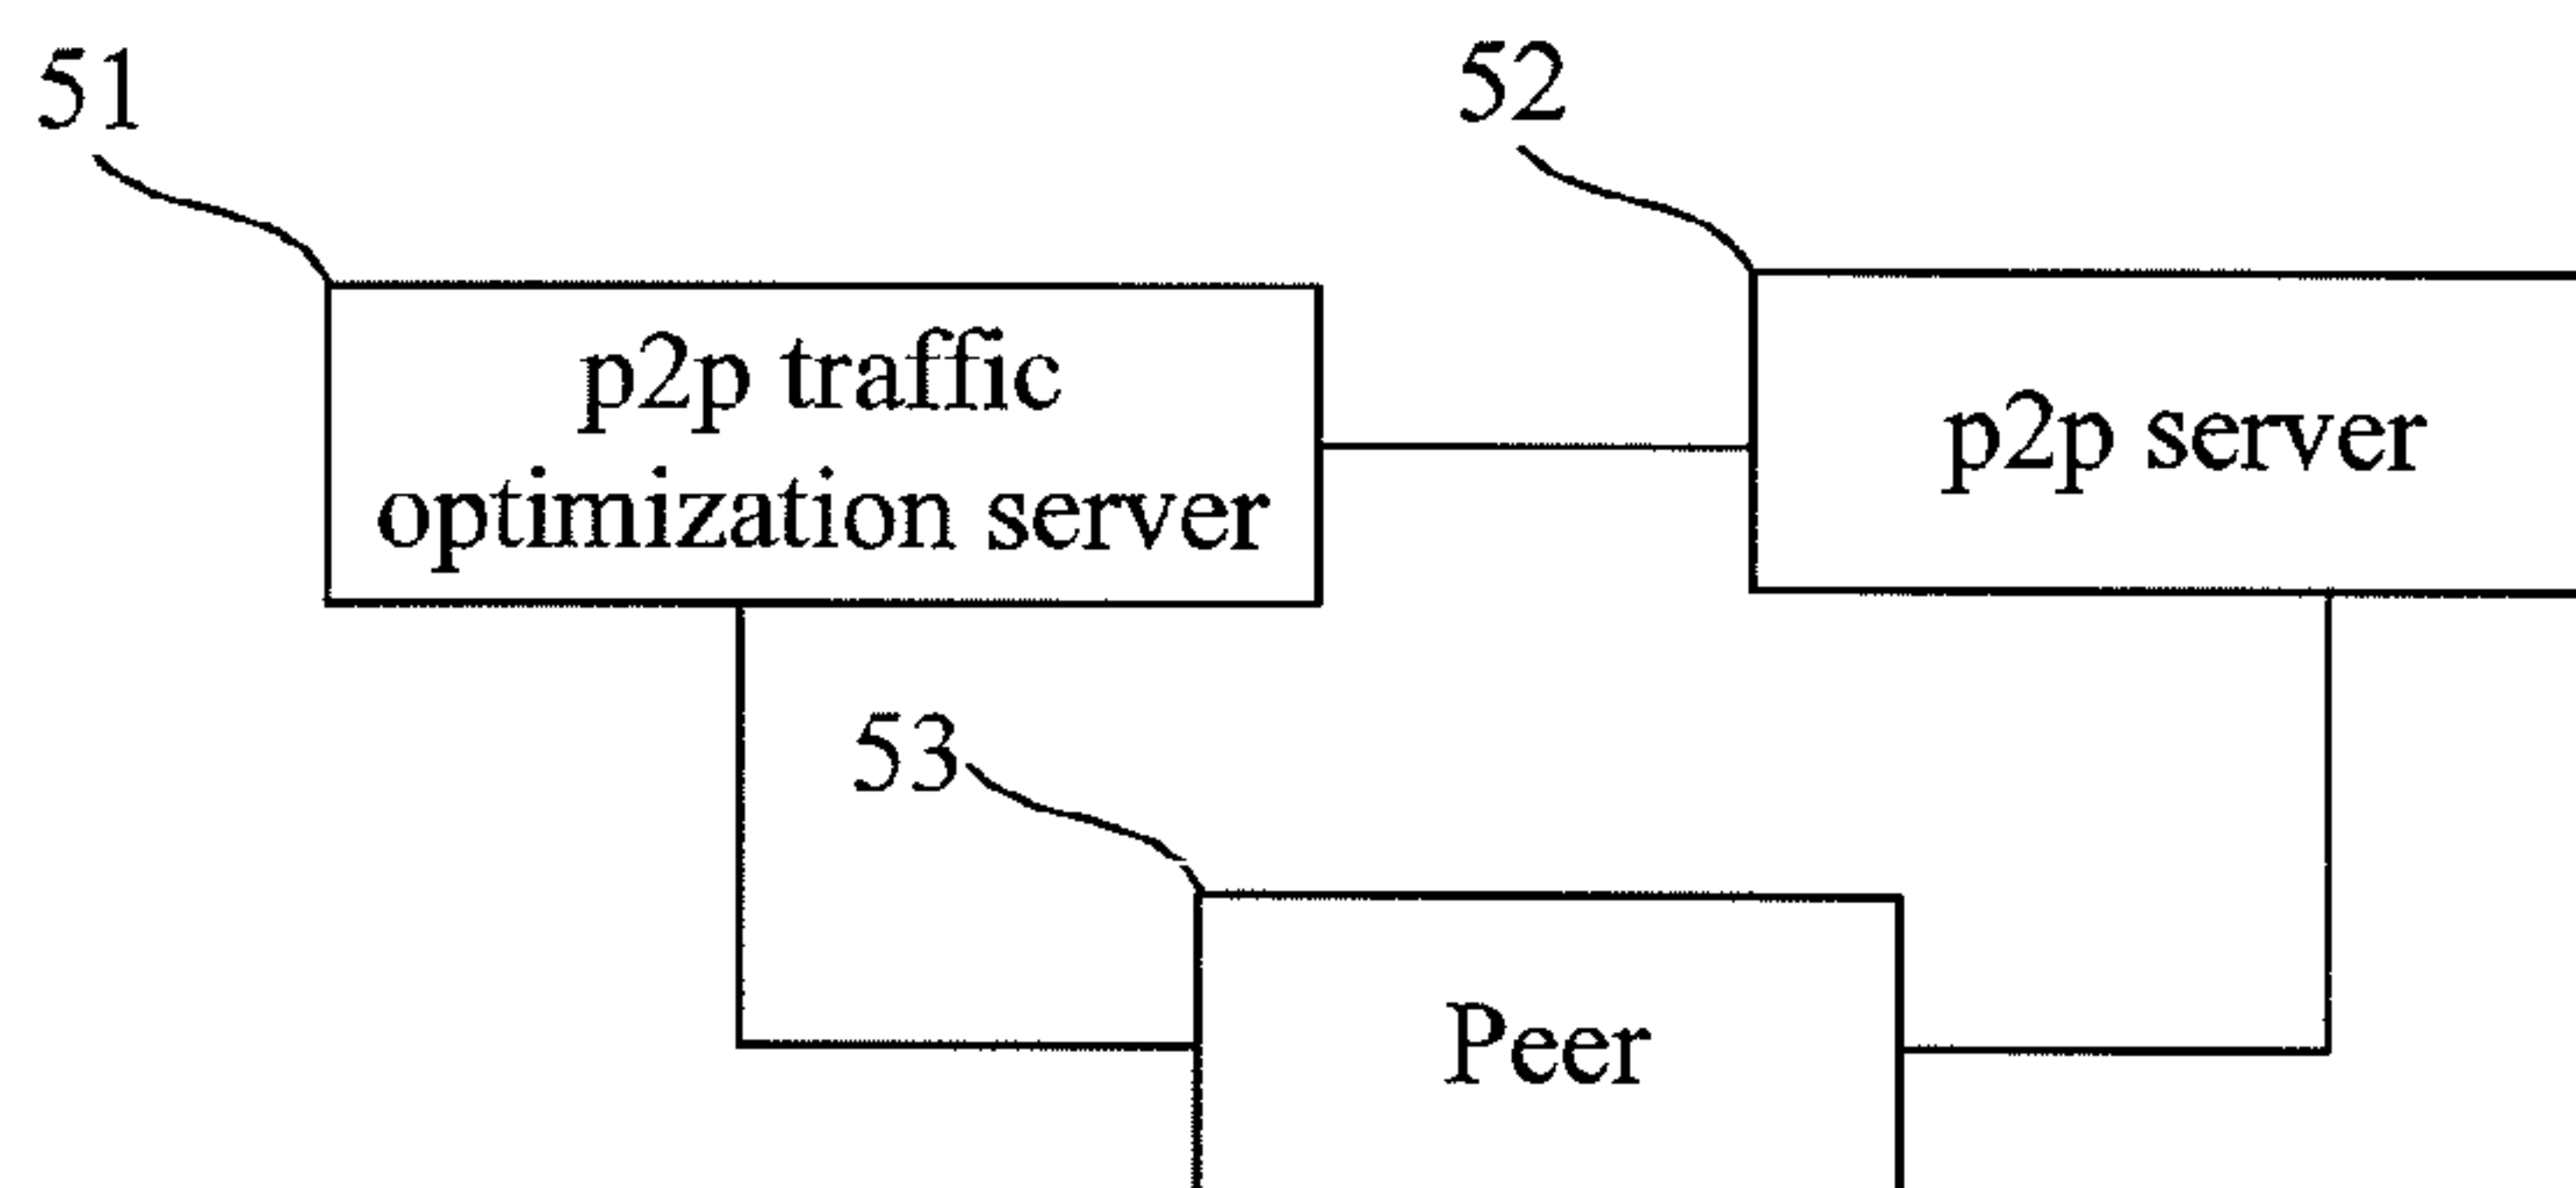 51
52
p2p traffic
optimization server
p2p server
53
Peer